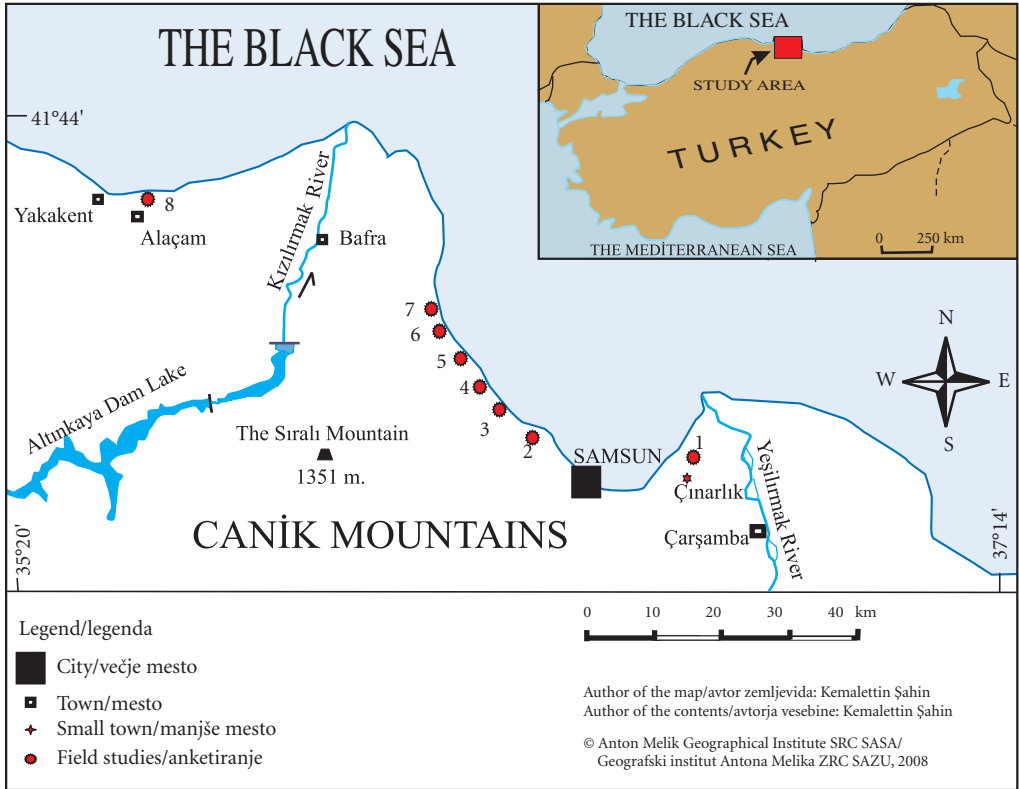 THE BLACK SEA
THE BLACK SEA
STUDY AREA
TURKEY
THE MEDİTERRANEAN SEA
0 250 km
41°44'
Yakakent
8
Alaçam
Kızılırmak River
Bafra
7
6
5
4
3
2
Altınkaya Dam Lake
The Sıralı Mountain
1351 m.
SAMSUN
1
Çınarlık
Yeşilırmak River
Çarşamba
CANİK MOUNTAINS
N
W
E
S
35°20'
37°14'
Legend/legenda
City/večje mesto
Town/mesto
Small town/manjše mesto
Field studies/anketiranje
0 10 20 30 40 km
Author of the map/avtor zemljevida: Kemalettin Şahin
Author of the contents/avtorja vesebine: Kemalettin Şahin
© Anton Melik Geographical Institute SRC SASA/
Geografski institut Antona Melika ZRC SAZU, 2008